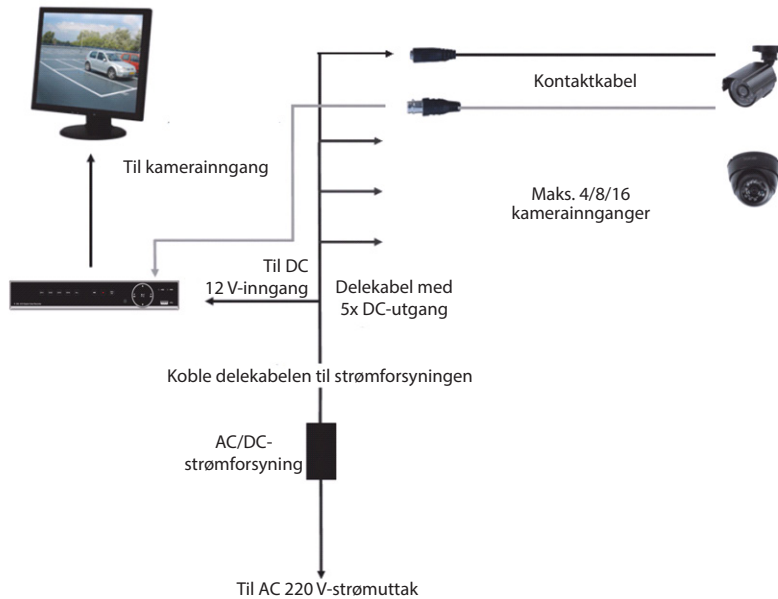 Kontaktkabel
Til kamerainngang
Maks. 4/8/16
kamerainnganger
Til DC
12 V-inngang
Delekabel med
5x DC-utgang
Koble delekabelen til strømforsyningen
AC/DC-
strømforsyning
Til AC 220 V-strømuttak